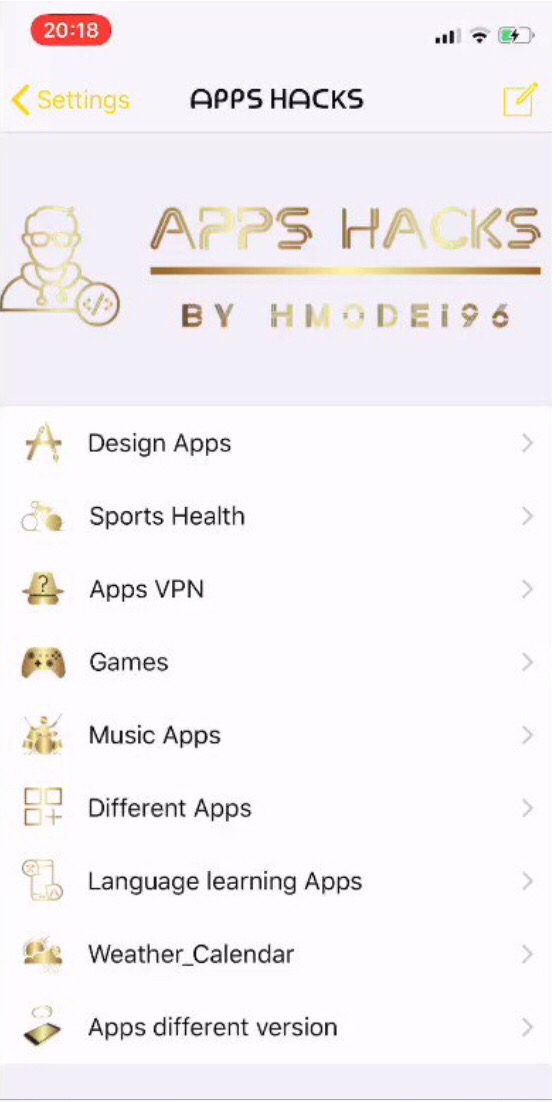 20:18
Settings
APPS HACKS
APPS HACKS
</>
BY HMODEi96
Design Apps
Sports Health
?
Apps VPN
Games
Music Apps
Different Apps
Language learning Apps
Weather_Calendar
Apps different version